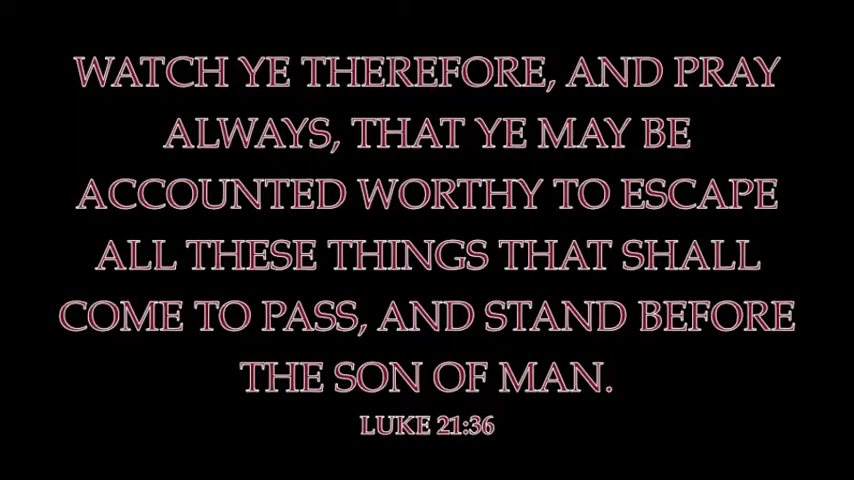 WATCH YE THEREFORE, AND PRAY
ALWAYS, THAT YE MAY BE
ACCOUNTED WORTHY TO ESCAPE
ALL THESE THINGS THAT SHALL
COME TO PASS, AND STAND BEFORE
THE SON OF MAN.
LUKE 21:36